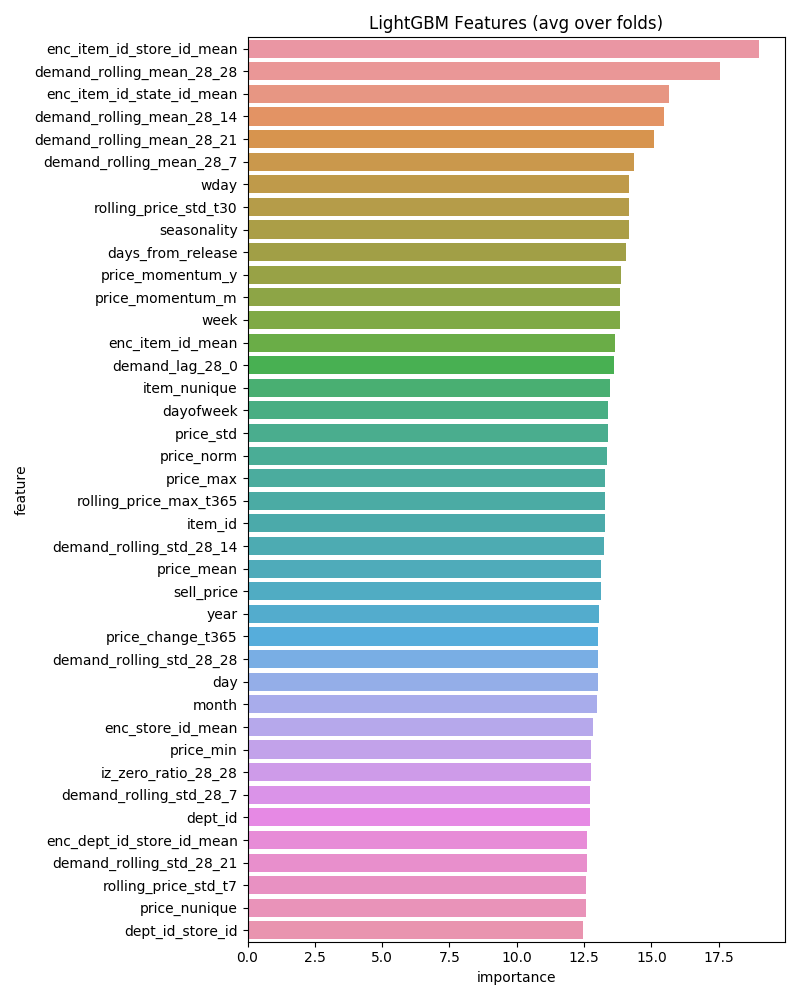 LightGBM Features (avg over folds)
feature
enc_item_id_store_id_mean
demand_rolling_mean_28_28
enc_item_id_state_id_mean
demand_rolling_mean_28_14
demand_rolling_mean_28_21
demand_rolling_mean_28_7
wday
rolling_price_std_t30
seasonality
days_from_release
price_momentum_y
price_momentum_m
week
enc_item_id_mean
demand_lag_28_0
item_nunique
dayofweek
price_std
price_norm
price_max
rolling_price_max_t365
item_id
demand_rolling_std_28_14
price_mean
sell_price
year
price_change_t365
demand_rolling_std_28_28
day
month
enc_store_id_mean
price_min
iz_zero_ratio_28_28
demand_rolling_std_28_7
dept_id
enc_dept_id_store_id_mean
demand_rolling_std_28_21
rolling_price_std_t7
price_nunique
dept_id_store_id
0.0 2.5 5.0 7.5 10.0 12.5 15.0 17.5
importance